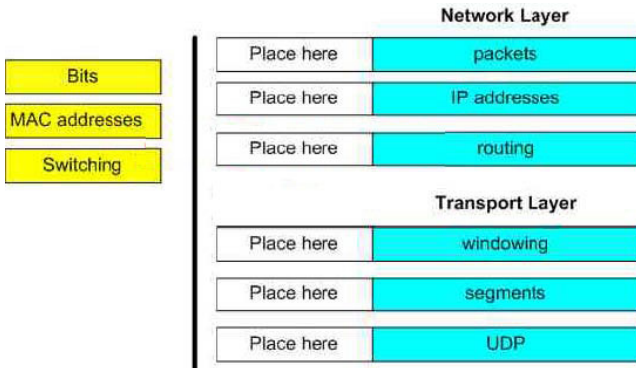 Bits
MAC addresses
Switching
Network Layer
Place here packets
Place here IP addresses
Place here routing
Transport Layer
Place here windowing
Place here segments
Place here UDP